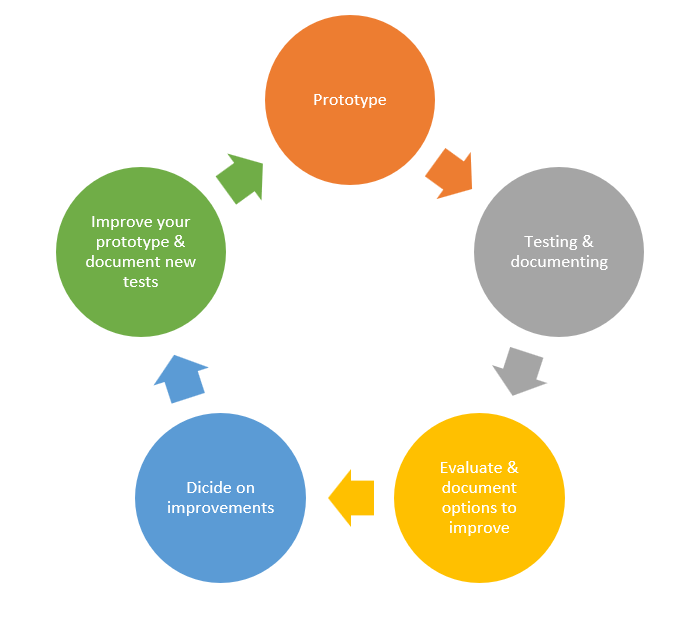 Prototype
Testing &
documenting
Evaluate &
document
options to
improve
Dicide on
improvements
Improve your
prototype &
document new
tests